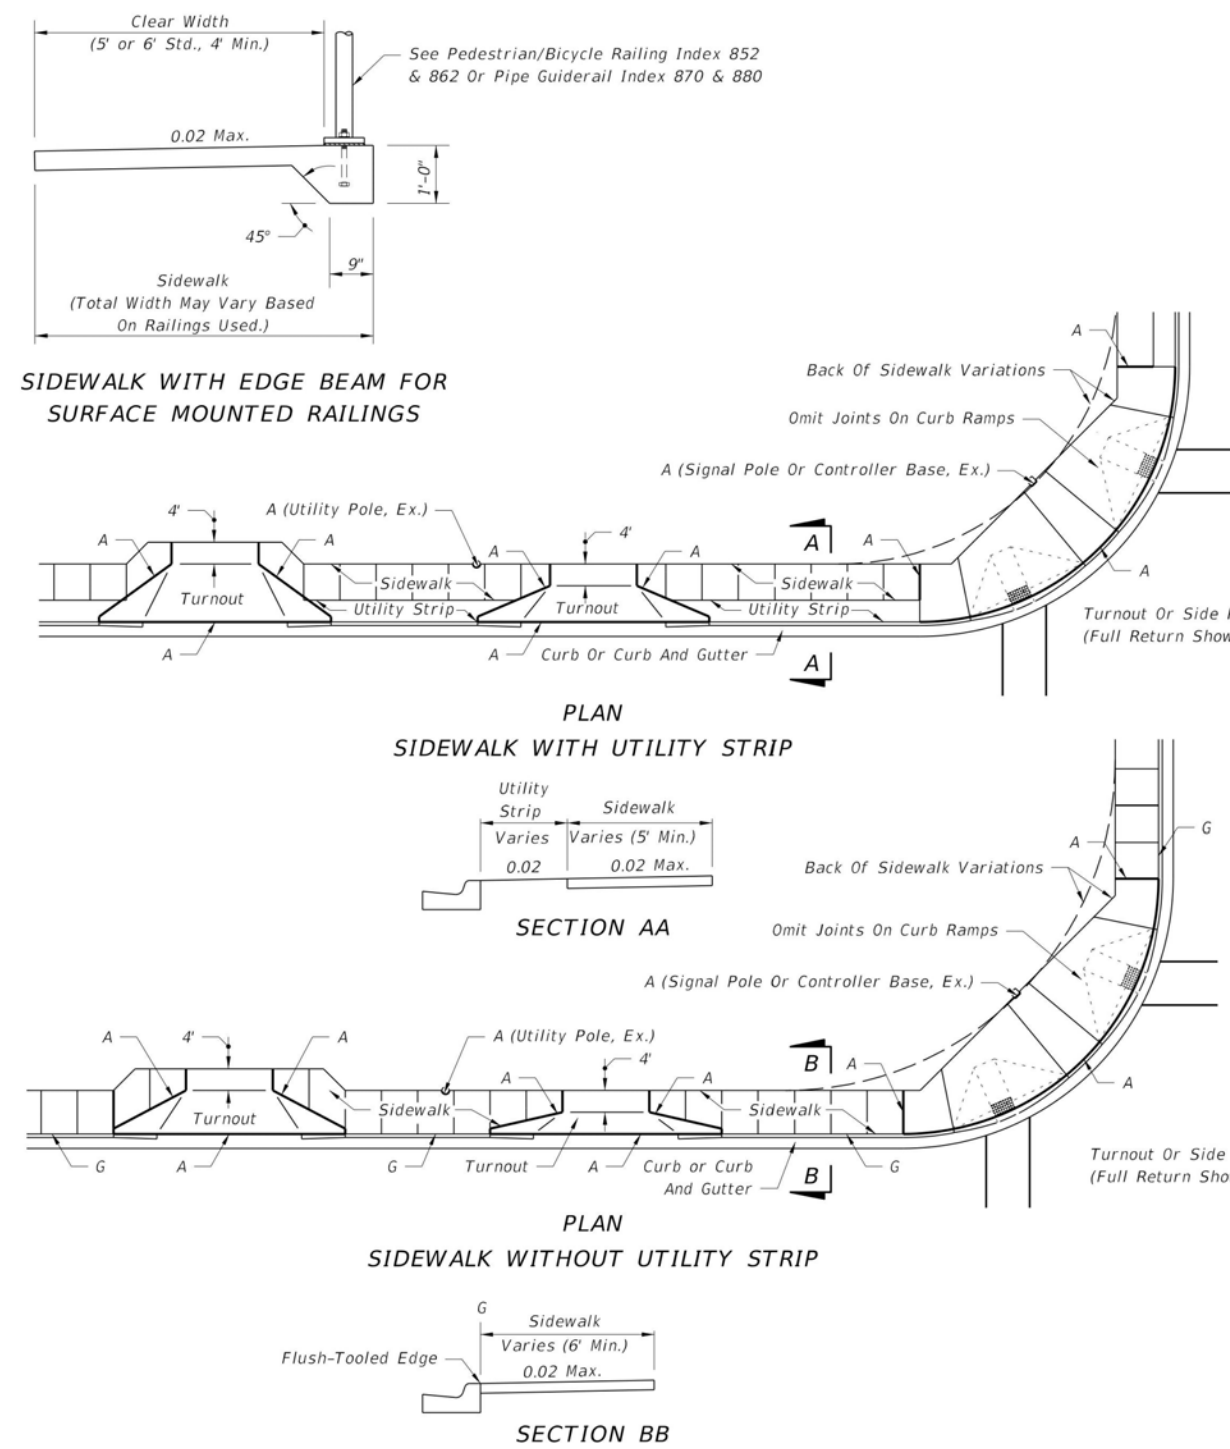 Clear Width
(5' or 6' Std., 4' Min.)
See Pedestrian/Bicycle Railing Index 852
& 862 Or Pipe Guiderail Index 870 & 880
0.02 Max.
1'-0"
45°
9"
Sidewalk
(Total Width May Vary Based
On Railings Used.)
SIDEWALK WITH EDGE BEAM FOR
SURFACE MOUNTED RAILINGS
A
Back Of Sidewalk Variations
Omit Joints On Curb Ramps
A (Signal Pole Or Controller Base, Ex.)
4'
A (Utility Pole, Ex.)
4'
A
A
A
A
A
A
A
Sidewalk
Sidewalk
Turnout
Utility Strip
Turnout
Utility Strip
Turnout Or Side
(Full Return Show
A
A
Curb Or Curb And Gutter
A
PLAN
SIDEWALK WITH UTILITY STRIP
Utility
Strip
Sidewalk
Varies
Varies (5' Min.)
0.02
0.02 Max.
SECTION AA
G
A
Back Of Sidewalk Variations
Omit Joints On Curb Ramps
A (Signal Pole Or Controller Base, Ex.)
A
4'
A
A (Utility Pole, Ex.)
4'
B
A
A
A
A
Sidewalk
Sidewalk
Turnout
G
A
G
Turnout
A
Curb or Curb
And Gutter
B
G
Turnout Or Side
(Full Return Sho
PLAN
SIDEWALK WITHOUT UTILITY STRIP
G
Sidewalk
Varies (6' Min.)
Flush-Tooled Edge
0.02 Max.
SECTION BB